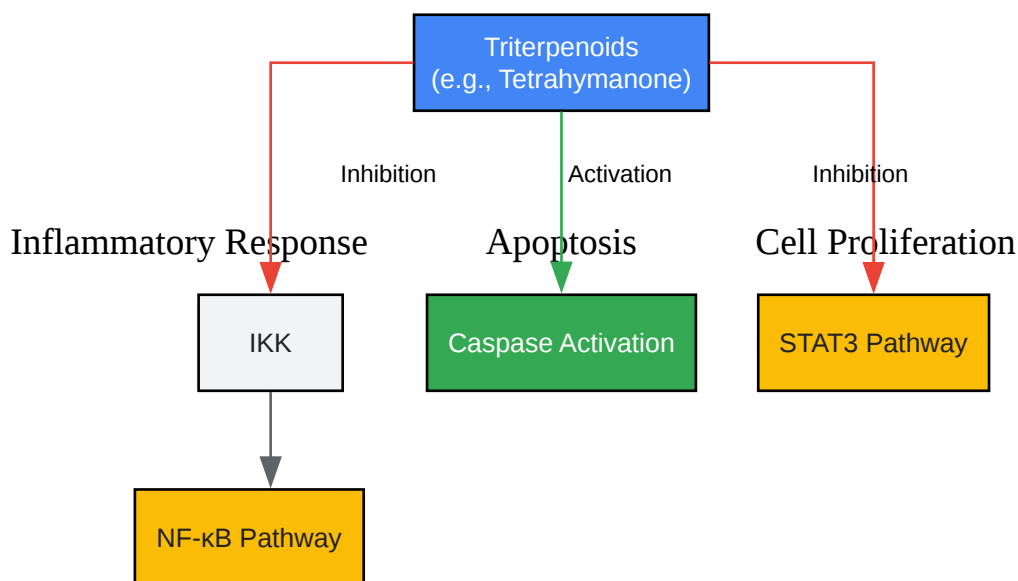 Triterpenoids
(e.g., Tetrahymanone)
Inhibition
Activation
Inhibition
Inflammatory Response
Apoptosis
Cell Proliferation
IKK
Caspase Activation
STAT3 Pathway
NF-κB Pathway